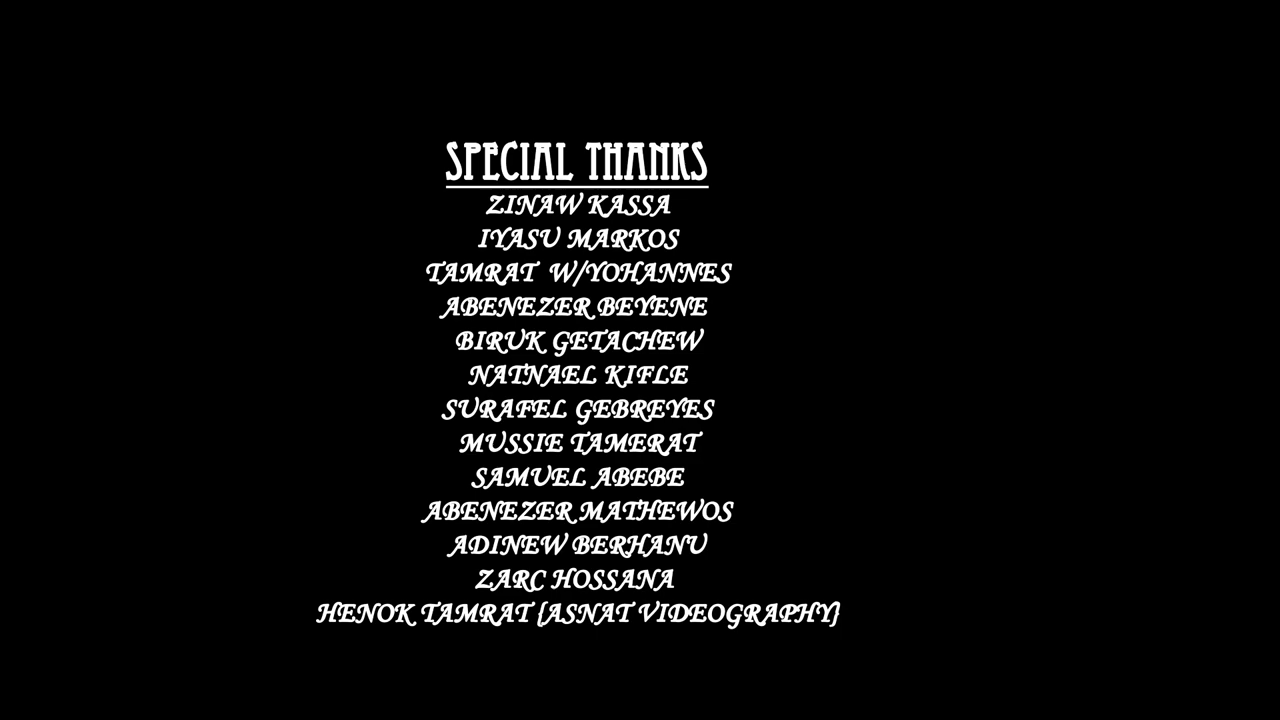 SPECIAL THANKS
ZINAW KASSA
IYASU MARKOS
TAMRAT W/YOHANNES
ABENEZER BEYENE
BIRUK GETACHEW
NATNAEL KIFLE
SURAFEL GEBREYES
MUSSIE TAMERAT
SAMUEL ABEBE
ABENEZER MATHEWOS
ADINEW BERHANU
ZARC HOSSANA
HENOK TAMRAT {ASNAT VIDEOGRAPHY}